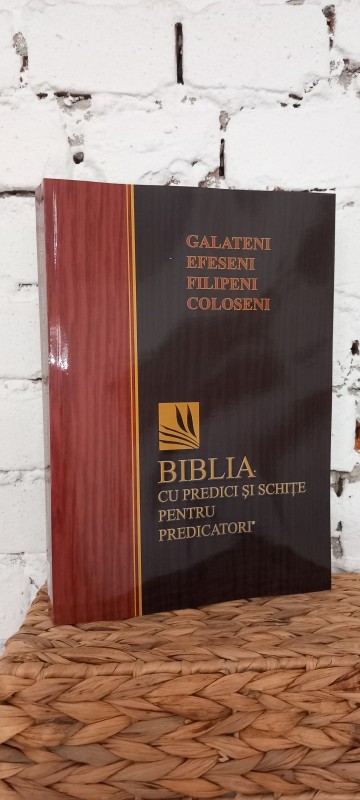 GALATENI
EFESENI
FILIPENI
COLOSENI
BIBLIA:
CU PREDICI ȘI SCHIȚE
PENTRU
PREDICATORI®